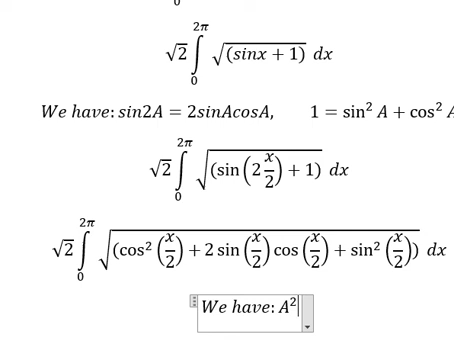 0
√2 ∫₀^{2π} √(sinx + 1) dx
We have: sin2A = 2sinAcosA, 1 = sin² A + cos² A
√2 ∫₀^{2π} √(sin(2 x/2) + 1) dx
√2 ∫₀^{2π} √(cos²(x/2) + 2 sin(x/2) cos(x/2) + sin²(x/2)) dx
We have: A²